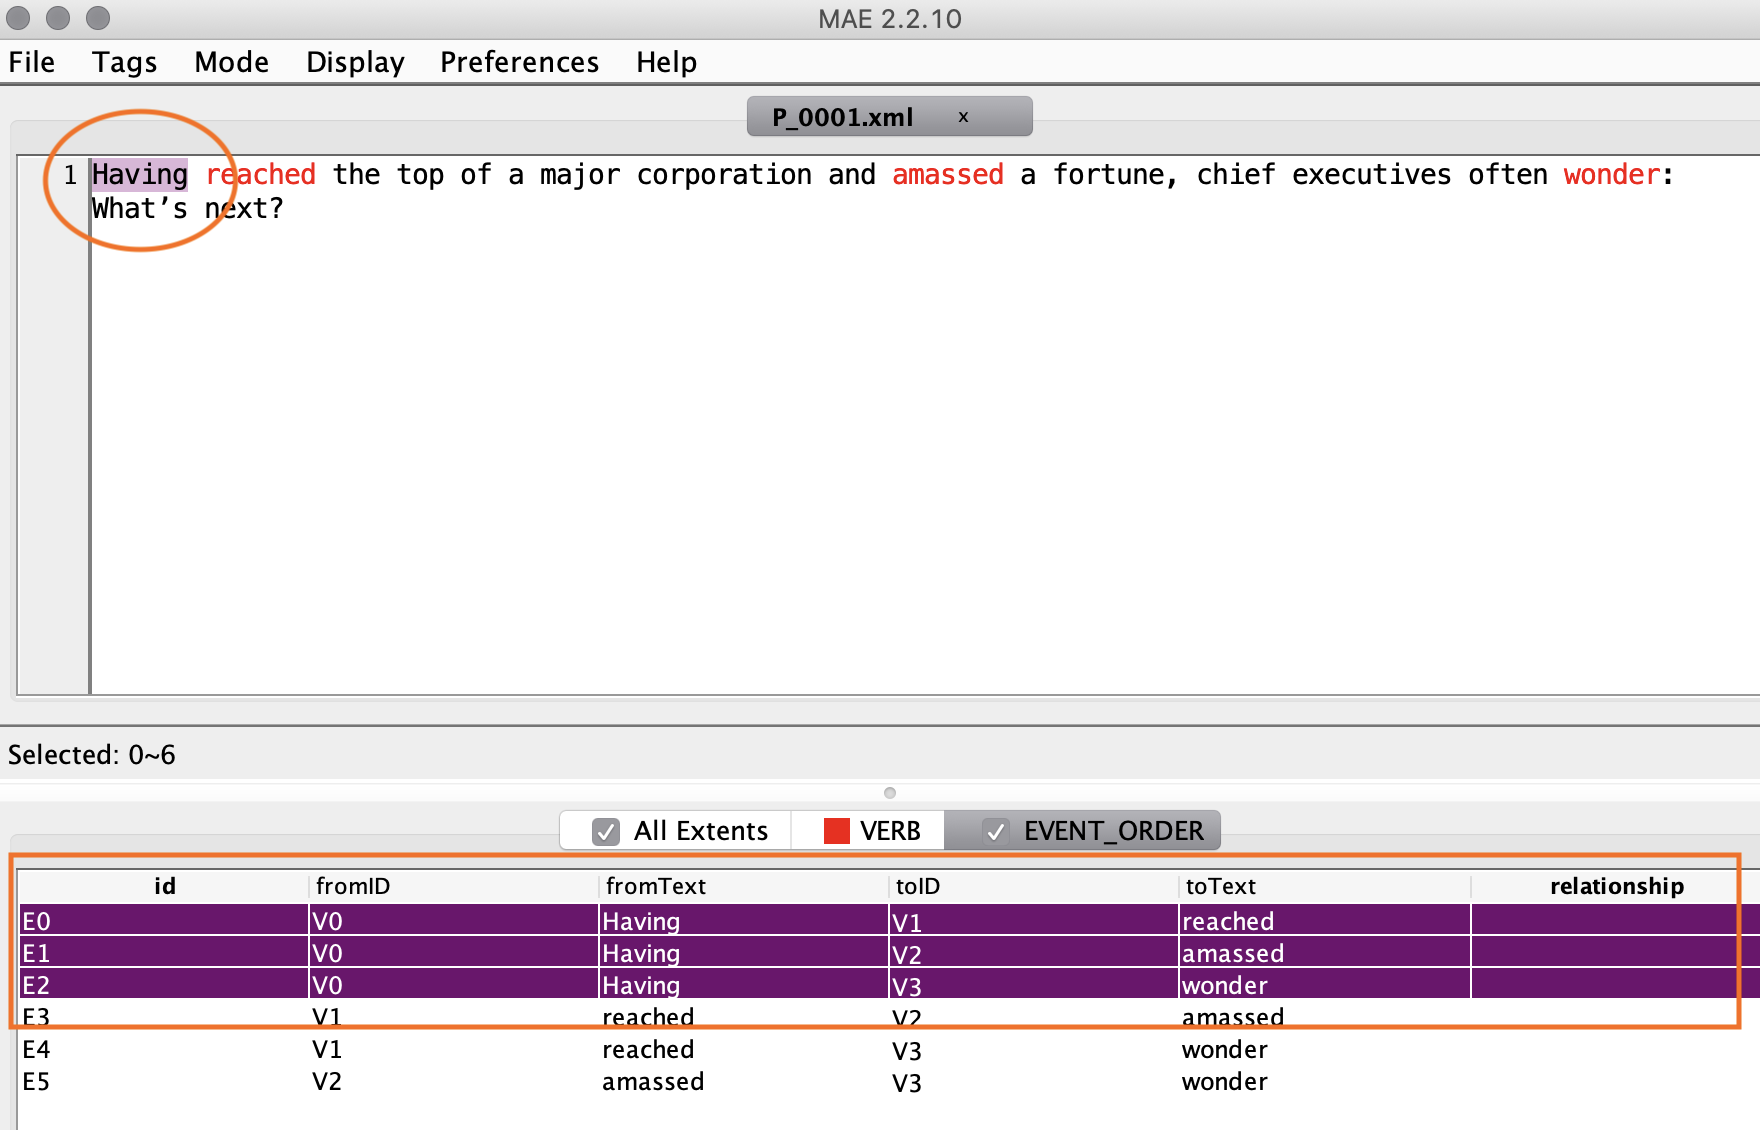 MAE 2.2.10
File Tags Mode Display Preferences Help
P_0001.xml x
1 Having reached the top of a major corporation and amassed a fortune, chief executives often wonder:
What’s next?
Selected: 0~6
All Extents VERB EVENT_ORDER
id fromID fromText toID toText relationship
E0 V0 Having V1 reached
E1 V0 Having V2 amassed
E2 V0 Having V3 wonder
E3 V1 reached V2 amassed
E4 V1 reached V3 wonder
E5 V2 amassed V3 wonder